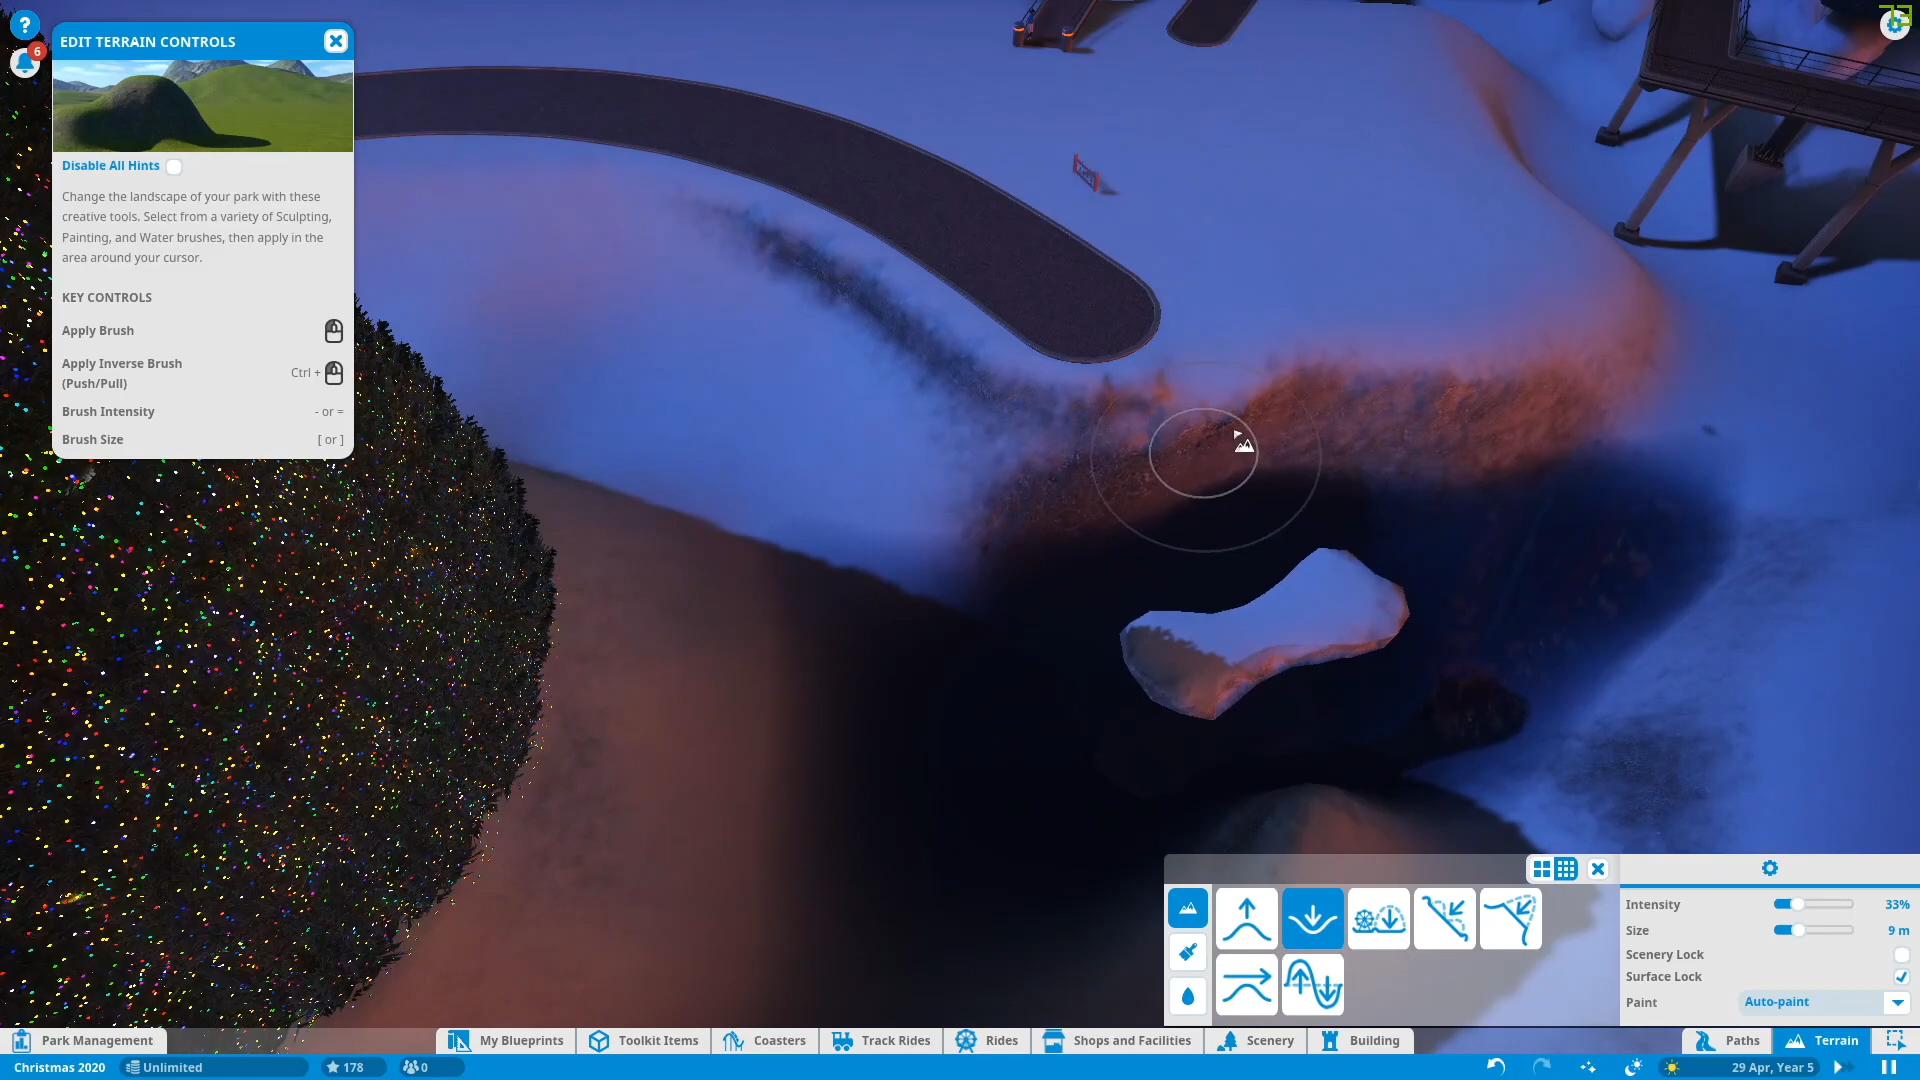 ?
6
EDIT TERRAIN CONTROLS
Disable All Hints
Change the landscape of your park with these
creative tools. Select from a variety of Sculpting,
Painting, and Water brushes, then apply in the
area around your cursor.
KEY CONTROLS
Apply Brush
Apply Inverse Brush
(Push/Pull)
Ctrl +
Brush Intensity
- or =
Brush Size
[ or ]
73
Intensity
33%
Size
9 m
Scenery Lock
Surface Lock
Paint
Auto-paint
Park Management
My Blueprints
Toolkit Items
Coasters
Track Rides
Rides
Shops and Facilities
Scenery
Building
Paths
Terrain
Christmas 2020
Unlimited
178
0
29 Apr, Year 5